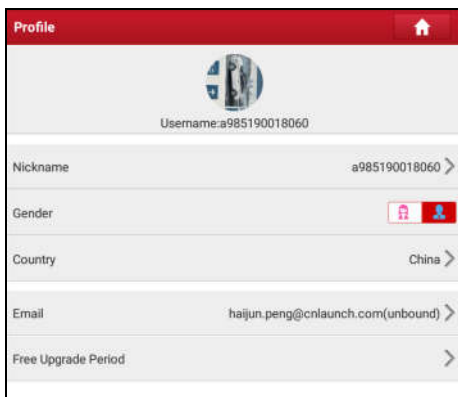 Profile
Username:a985190018060
Nickname a985190018060
Gender
Country China
Email haijun.peng@cnlaunch.com(unbound)
Free Upgrade Period